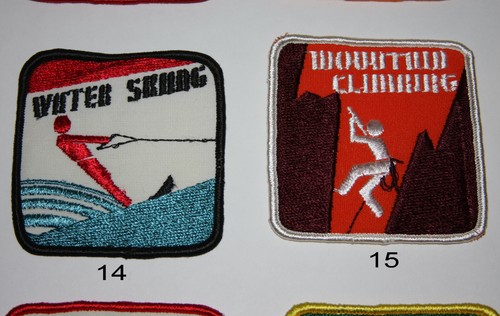 WATER SKIING
MOUNTAIN
CLIMBING
14
15